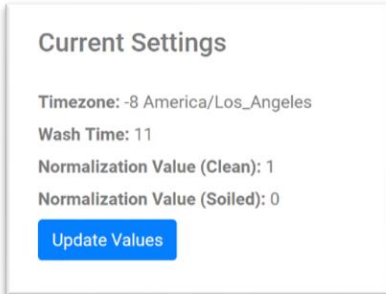 Current Settings
Timezone: -8 America/Los_Angeles
Wash Time: 11
Normalization Value (Clean): 1
Normalization Value (Soiled): 0
Update Values